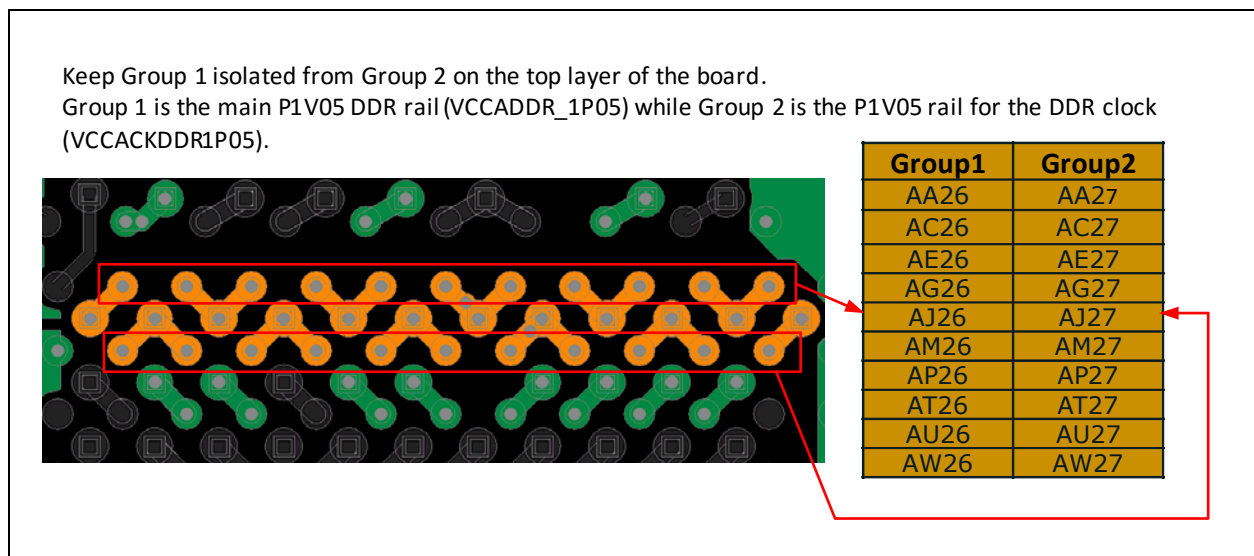 Keep Group 1 isolated from Group 2 on the top layer of the board.
Group 1 is the main P1V05 DDR rail (VCCADDR_1P05) while Group 2 is the P1V05 rail for the DDR clock
(VCCACKDDR1P05).
Group1 Group2
AA26 AA27
AC26 AC27
AE26 AE27
AG26 AG27
AJ26 AJ27
AM26 AM27
AP26 AP27
AT26 AT27
AU26 AU27
AW26 AW27